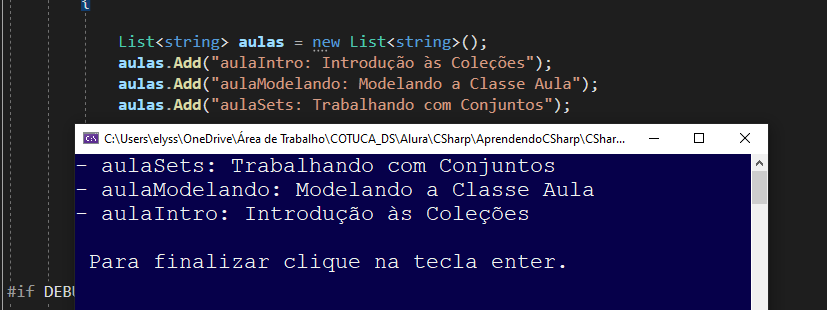 {
List<string> aulas = new List<string>();
aulas.Add("aulaIntro: Introdução às Coleções");
aulas.Add("aulaModelando: Modelando a Classe Aula");
aulas.Add("aulaSets: Trabalhando com Conjuntos");
C:\Users\elyss\OneDrive\Área de Trabalho\COTUCA_DS\Alura\CSharp\AprendendoCSharp\CShar...
- aulaSets: Trabalhando com Conjuntos
- aulaModelando: Modelando a Classe Aula
- aulaIntro: Introdução às Coleções
Para finalizar clique na tecla enter.
#if DEBU